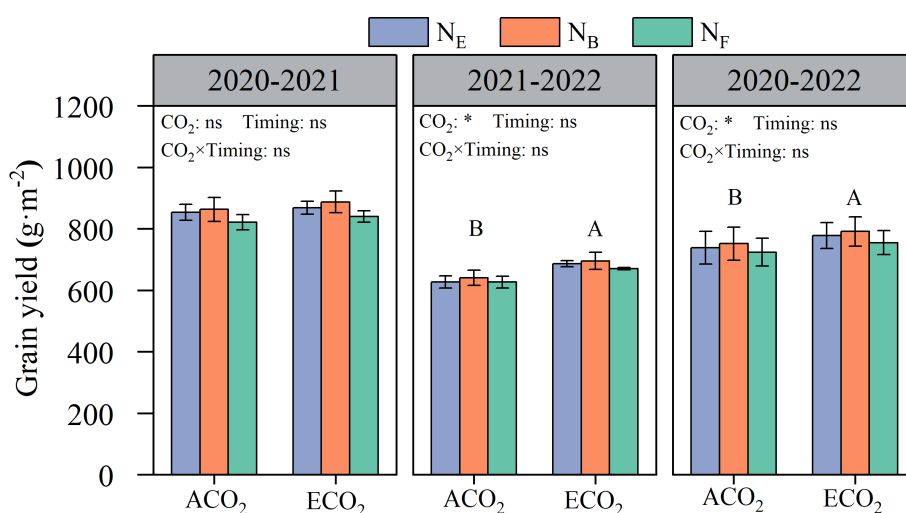 N_E N_B N_F
2020-2021 2021-2022 2020-2022
CO₂: ns Timing: ns
CO₂×Timing: ns
CO₂: * Timing: ns
CO₂×Timing: ns
CO₂: * Timing: ns
CO₂×Timing: ns
B A
B A
Grain yield (g·m⁻²)
1200
1000
800
600
400
200
0
ACO₂ ECO₂ ACO₂ ECO₂ ACO₂ ECO₂